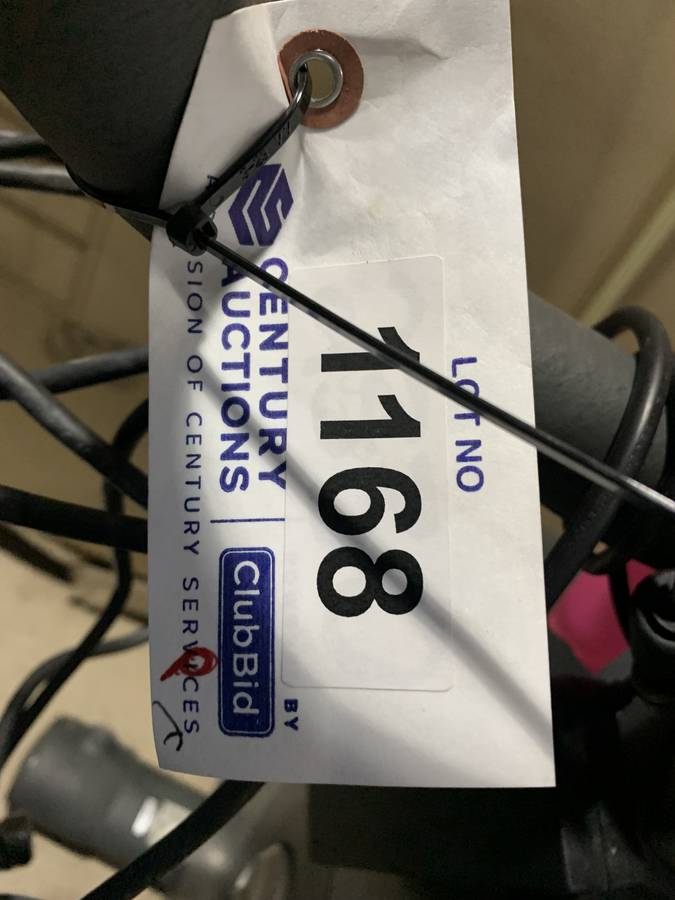 LOT NO
1168
CENTURY
AUCTIONS
BY
ClubBid
SION OF CENTURY SERVICES